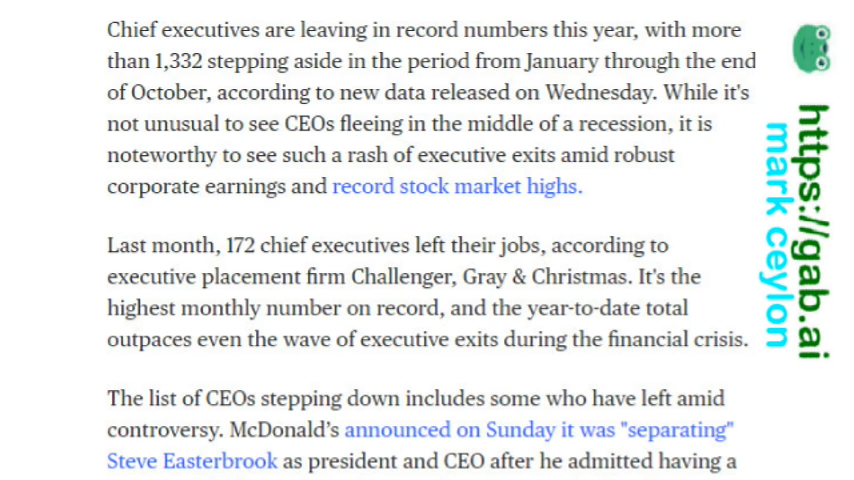 Chief executives are leaving in record numbers this year, with more
than 1,332 stepping aside in the period from January through the end
of October, according to new data released on Wednesday. While it's
not unusual to see CEOs fleeing in the middle of a recession, it is
noteworthy to see such a rash of executive exits amid robust
corporate earnings and record stock market highs.
Last month, 172 chief executives left their jobs, according to
executive placement firm Challenger, Gray & Christmas. It's the
highest monthly number on record, and the year-to-date total
outpaces even the wave of executive exits during the financial crisis.
The list of CEOs stepping down includes some who have left amid
controversy. McDonald’s announced on Sunday it was "separating"
Steve Easterbrook as president and CEO after he admitted having a
https://gab.ai
mark ceylon